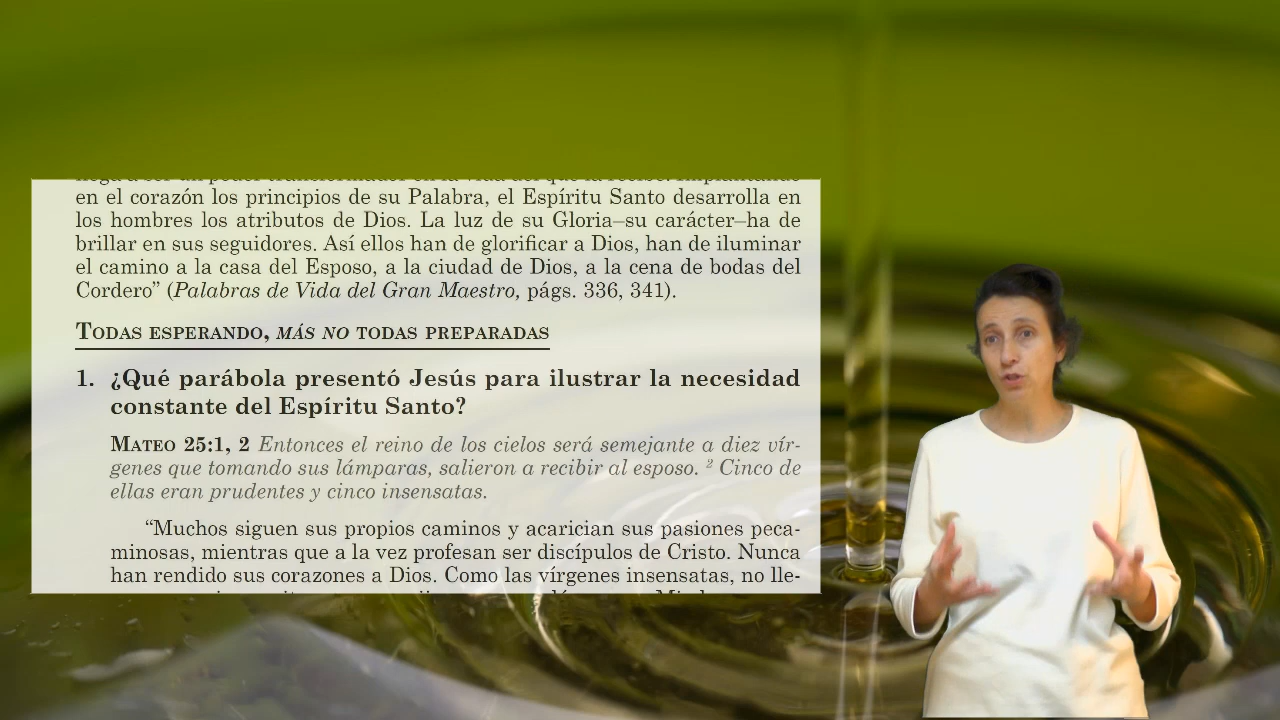 en el corazón los principios de su Palabra, el Espíritu Santo desarrolla en
los hombres los atributos de Dios. La luz de su Gloria–su carácter–ha de
brillar en sus seguidores. Así ellos han de glorificar a Dios, han de iluminar
el camino a la casa del Esposo, a la ciudad de Dios, a la cena de bodas del
Cordero” (Palabras de Vida del Gran Maestro, págs. 336, 341).
Todas esperando, más no todas preparadas
1. ¿Qué parábola presentó Jesús para ilustrar la necesidad
constante del Espíritu Santo?
Mateo 25:1, 2 Entonces el reino de los cielos será semejante a diez vír-
genes que tomando sus lámparas, salieron a recibir al esposo. ² Cinco de
ellas eran prudentes y cinco insensatas.
“Muchos siguen sus propios caminos y acarician sus pasiones peca-
minosas, mientras que a la vez profesan ser discípulos de Cristo. Nunca
han rendido sus corazones a Dios. Como las vírgenes insensatas, no lle-